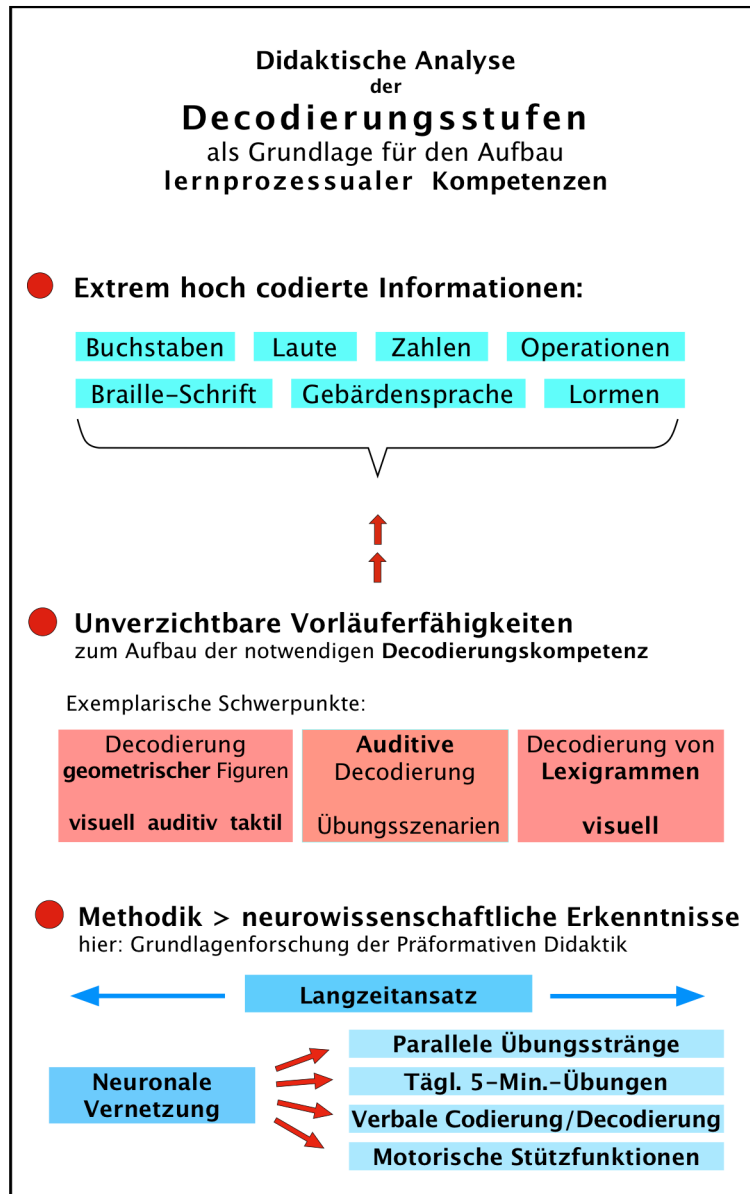 Didaktische Analyse
der
Decodierungsstufen
als Grundlage für den Aufbau
lernprozessualer Kompetenzen
Extrem hoch codierte Informationen:
Buchstaben Laute Zahlen Operationen
Braille-Schrift Gebärdensprache Lormen
Unverzichtbare Vorläuferfähigkeiten
zum Aufbau der notwendigen Decodierungskompetenz
Exemplarische Schwerpunkte:
Decodierung
geometrischer Figuren
visuell auditiv taktil
Auditive
Decodierung
Übungsszenarien
Decodierung von
Lexigrammen
visuell
Methodik > neurowissenschaftliche Erkenntnisse
hier: Grundlagenforschung der Präformativen Didaktik
Langzeitansatz
Neuronale
Vernetzung
Parallele Übungsstränge
Tägl. 5-Min.-Übungen
Verbale Codierung/Decodierung
Motorische Stützfunktionen